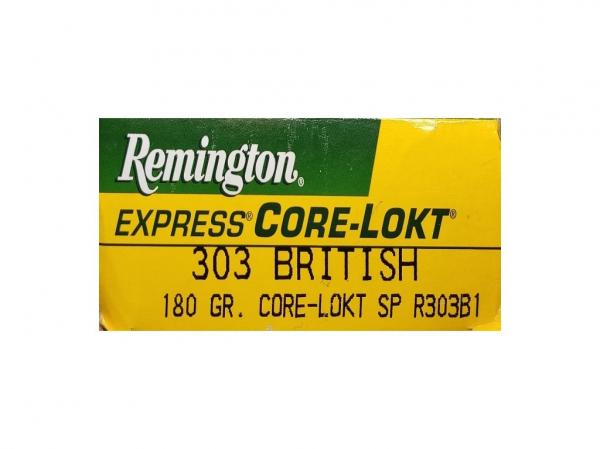 Remington®
EXPRESS® CORE-LOKT®
303 BRITISH
180 GR. CORE-LOKT SP R303B1